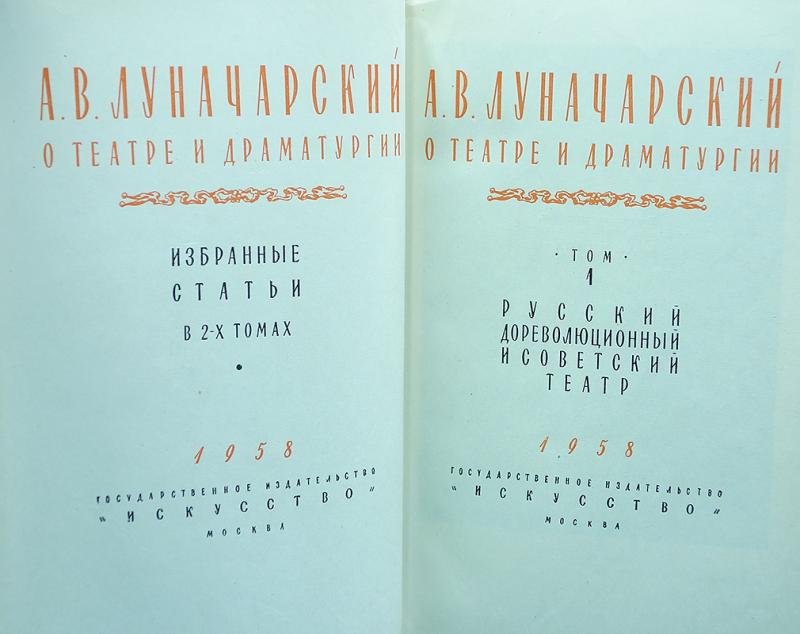 А.В.ЛУНАЧАРСКИЙ
О ТЕАТРЕ И ДРАМАТУРГИИ
ИЗБРАННЫЕ
СТАТЬИ
В 2-Х ТОМАХ
1958
ГОСУДАРСТВЕННОЕ ИЗДАТЕЛЬСТВО
"ИСКУССТВО"
МОСКВА
А.В.ЛУНАЧАРСКИЙ
О ТЕАТРЕ И ДРАМАТУРГИИ
· ТОМ ·
1
РУССКИЙ
ДОРЕВОЛЮЦИОННЫЙ
И СОВЕТСКИЙ
ТЕАТР
1958
ГОСУДАРСТВЕННОЕ ИЗДАТЕЛЬСТВО
"ИСКУССТВО"
МОСКВА